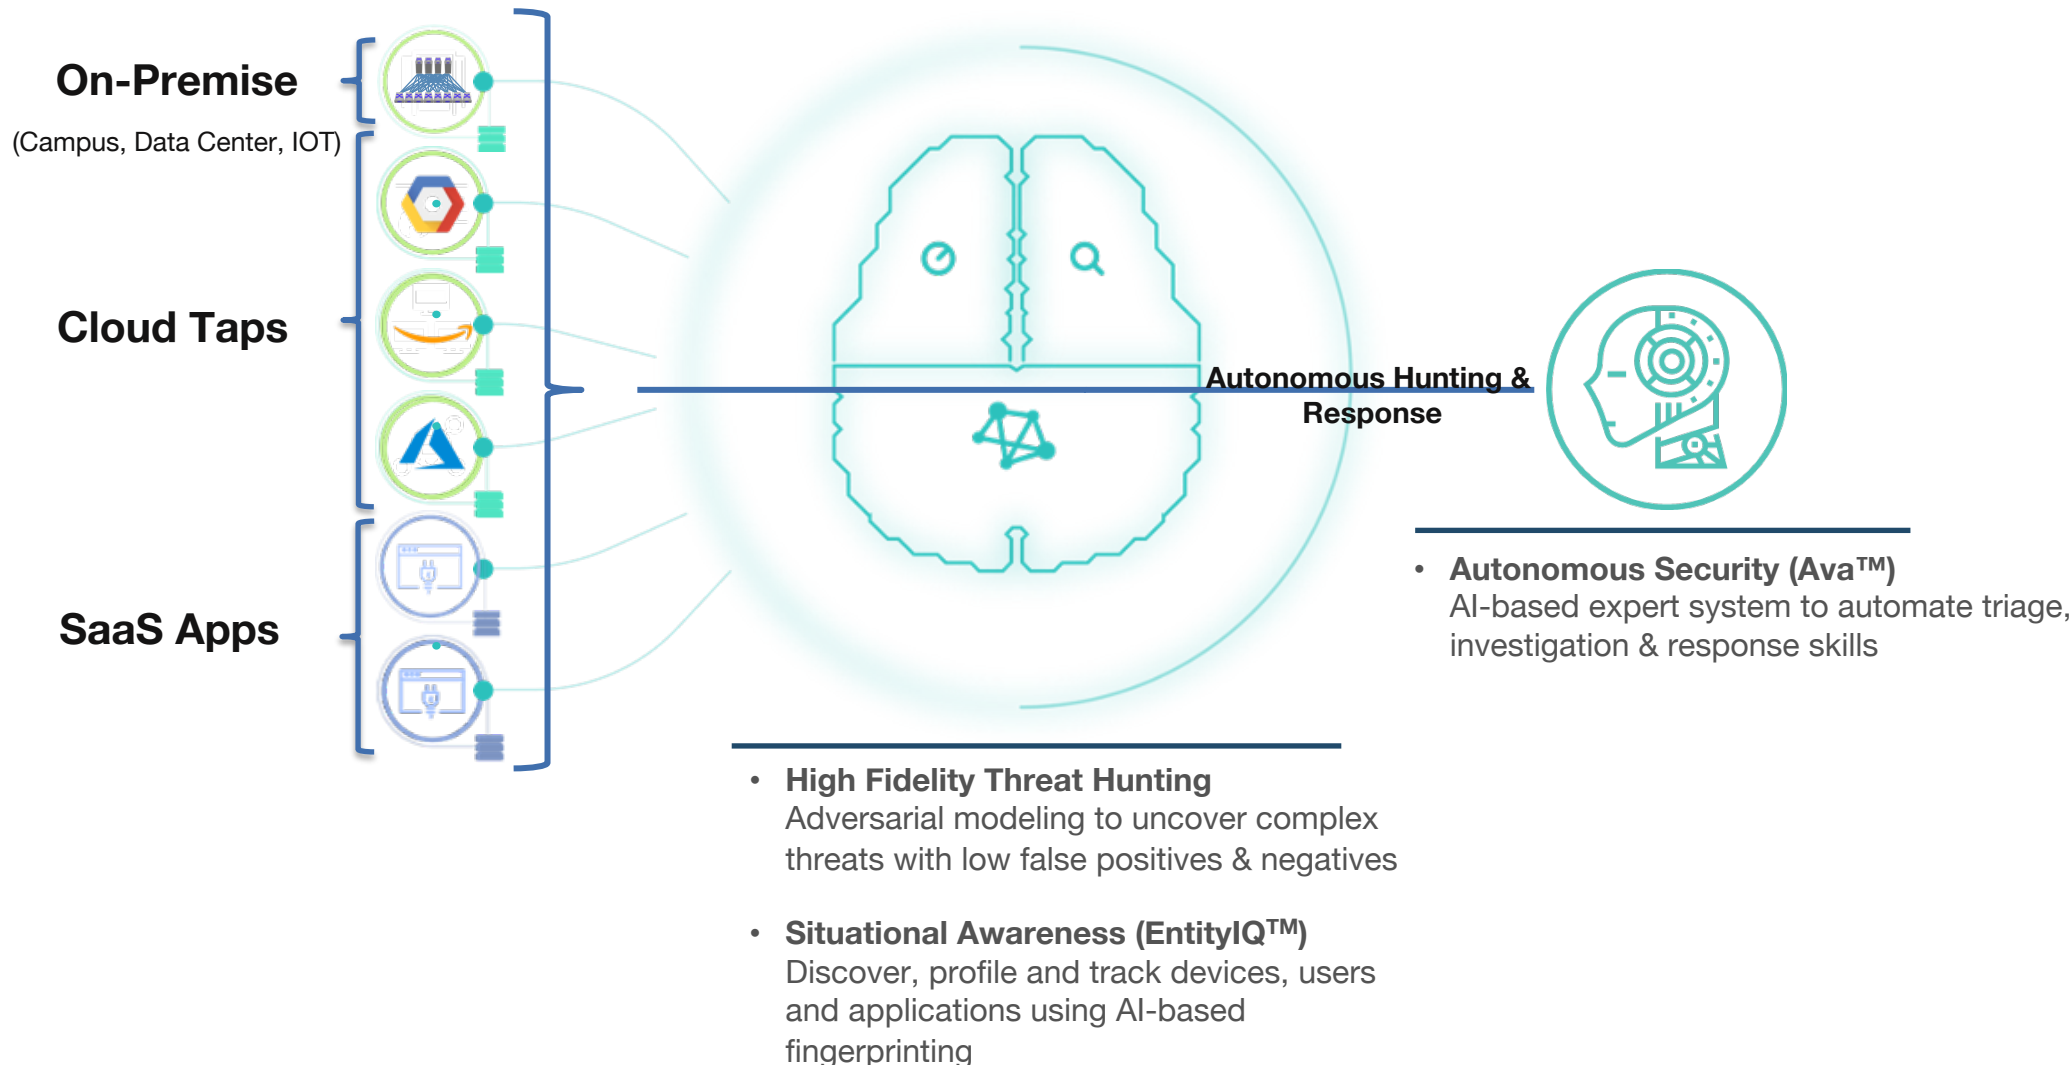 On-Premise
(Campus, Data Center, IOT)
Cloud Taps
SaaS Apps
Autonomous Hunting &
Response
• Autonomous Security (Ava™)
AI-based expert system to automate triage,
investigation & response skills
• High Fidelity Threat Hunting
Adversarial modeling to uncover complex
threats with low false positives & negatives
• Situational Awareness (EntityIQ™)
Discover, profile and track devices, users
and applications using AI-based
fingerprinting